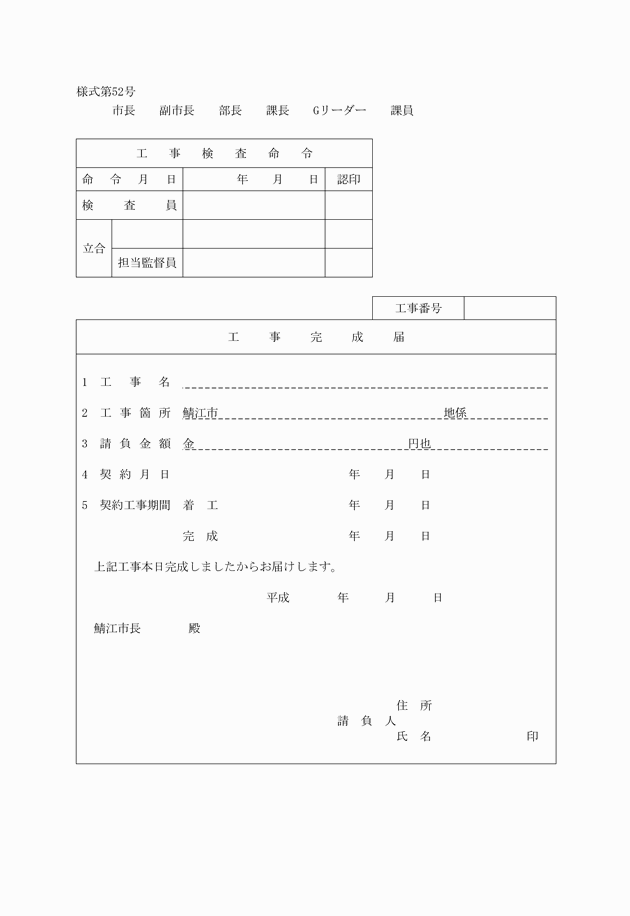 様式第52号
市長　副市長　部長　課長　Gリーダー　課員
工事検査命令
命令月日　年　月　日　認印
検査員
立合
担当監督員
工事番号
工事完成届
1　工事名
2　工事箇所　鯖江市　地係
3　請負金額　金　円也
4　契約月日　年　月　日
5　契約工事期間　着工　年　月　日
完成　年　月　日
上記工事本日完成しましたからお届けします。
平成　年　月　日
鯖江市長　殿
住所
請負人
氏名　印